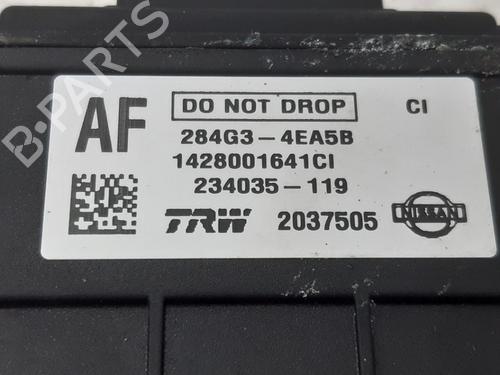 B-PARTS
DO NOT DROP
CI
AF
284G3-4EA5B
1428001641CI
234035-119
TRW
2037505
NISSAN